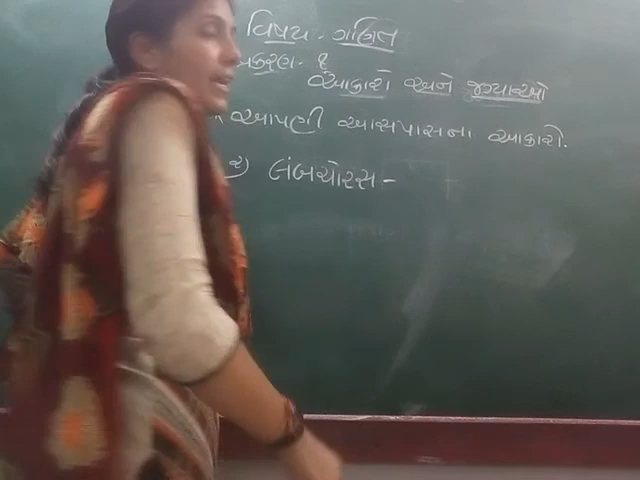 વિષય - ગણિત
પ્રકરણ - ૧
આકારો અને જગ્યાઓ
આપણી આસપાસના આકારો.
૨) લંબચોરસ -